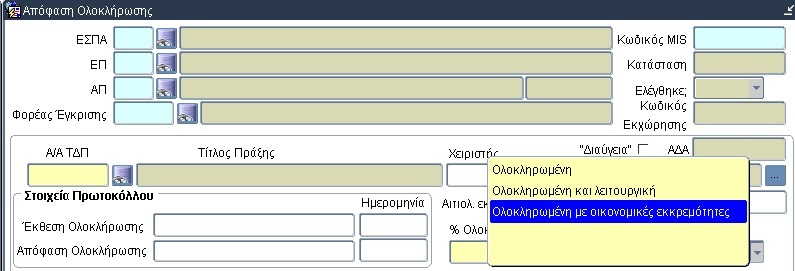 Απόφαση Ολοκλήρωσης
ΕΣΠΑ Κωδικός MIS
ΕΠ Κατάσταση
ΑΠ Ελέγθηκε;
Φορέας Έγκρισης Κωδικός
Εκχώρησης
Α/Α ΤΔΠ Τίτλος Πράξης Χειριστής "Διαύγεια" ΑΔΑ
Ολοκληρωμένη
...
Ολοκληρωμένη και λειτουργική
Στοιχεία Πρωτοκόλλου Ημερομηνία Αιτιολ. εκ
Ολοκληρωμένη με οικονομικές εκκρεμότητες
Έκθεση Ολοκλήρωσης % Ολοκ
Απόφαση Ολοκλήρωσης